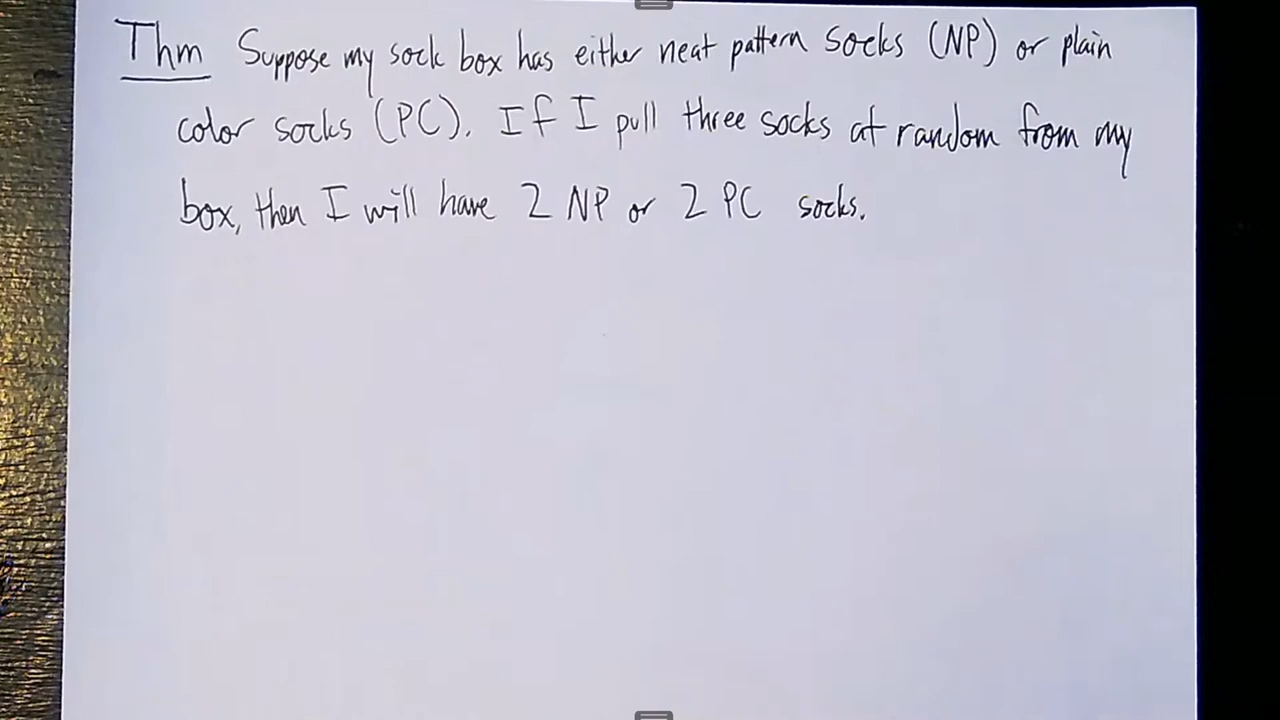 Thm Suppose my sock box has either neat pattern socks (NP) or plain
color socks (PC). If I pull three socks at random from my
box, then I will have 2 NP or 2 PC socks.